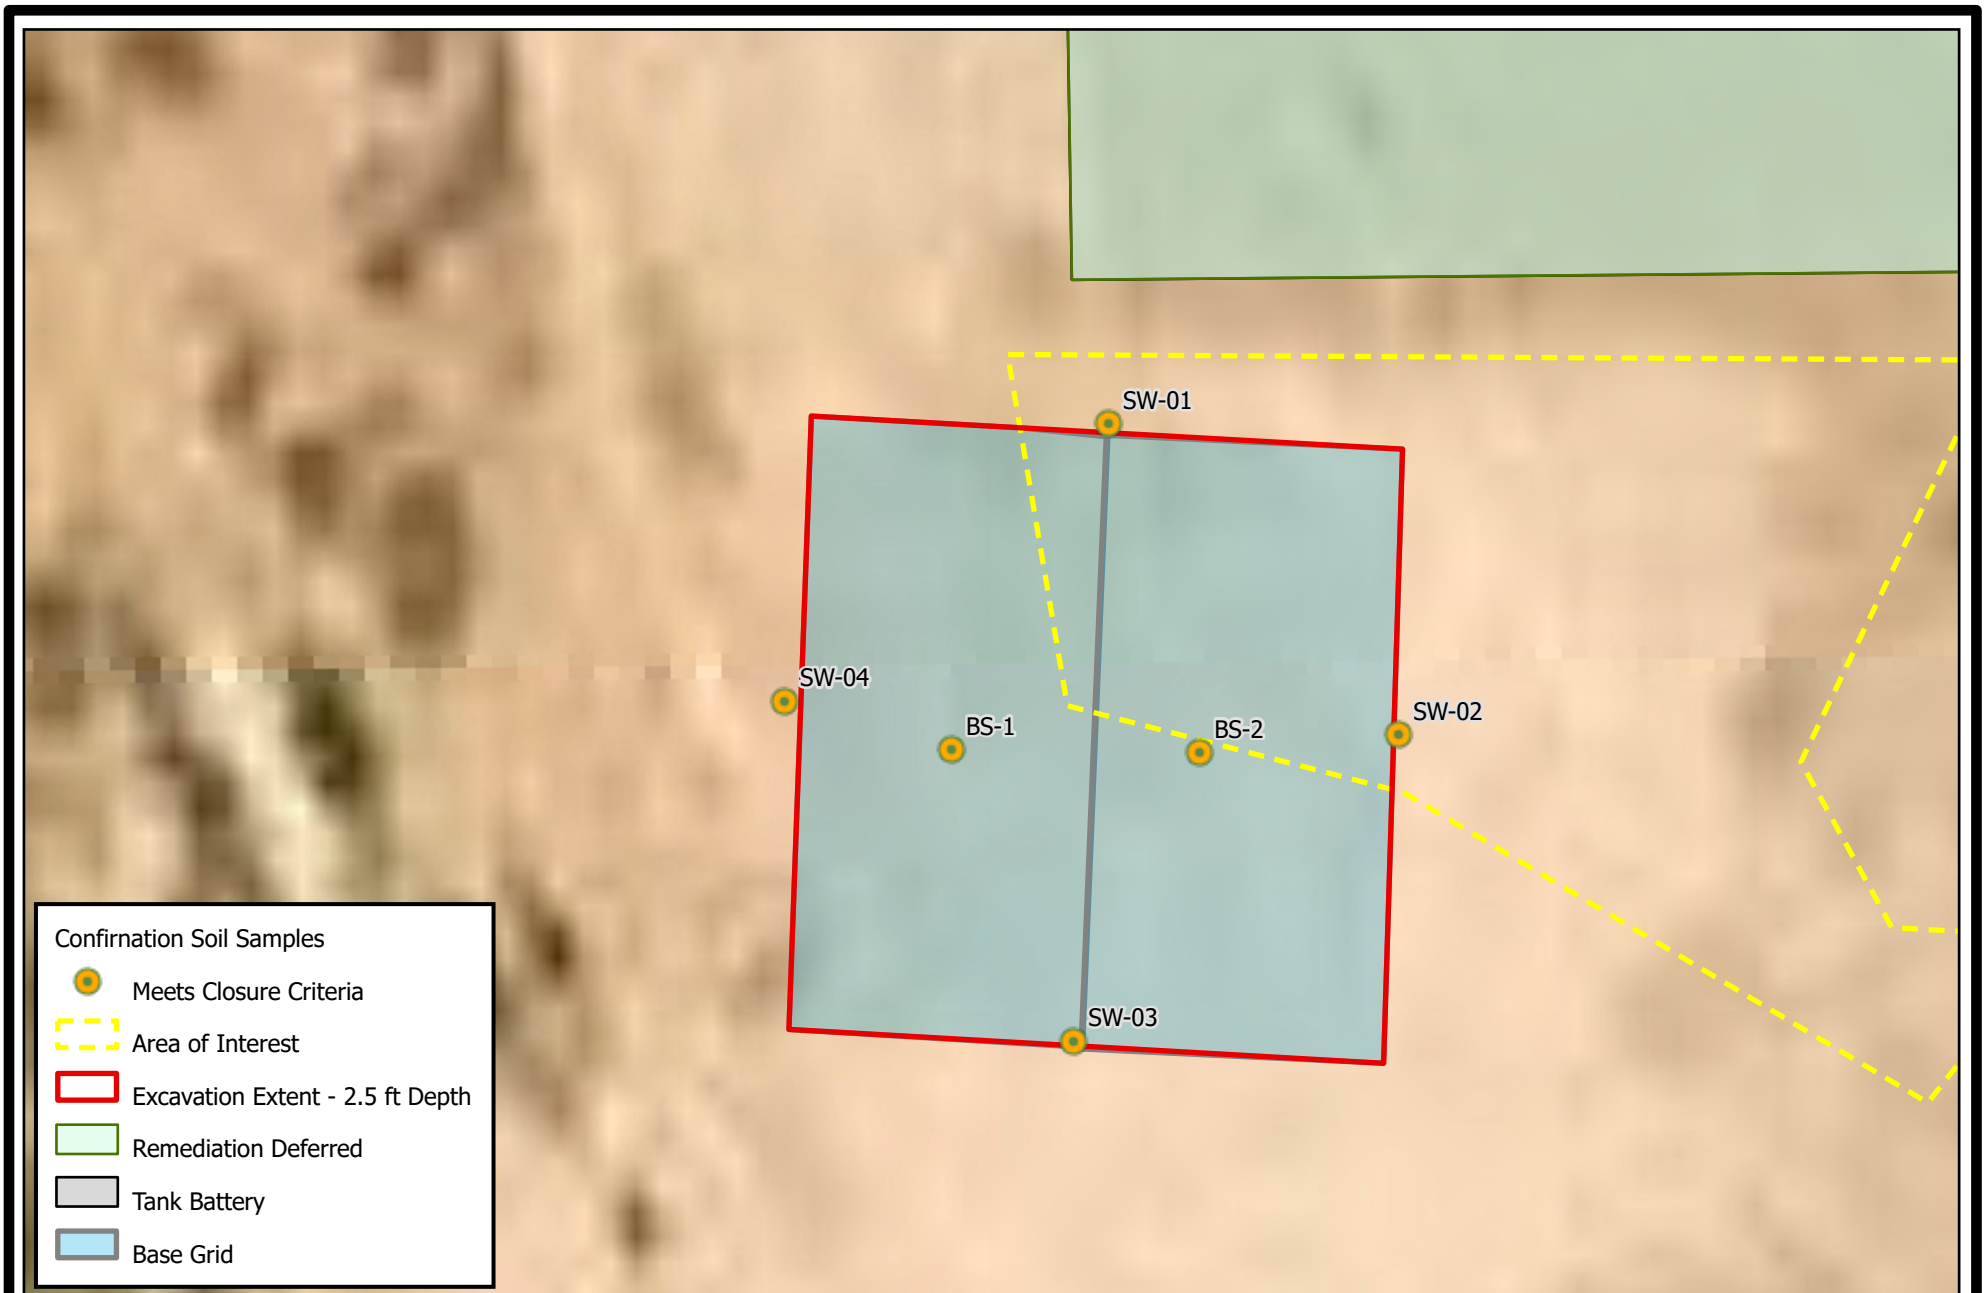 SW-01
SW-04
BS-1
BS-2
SW-02
SW-03
Confirnation Soil Samples
Meets Closure Criteria
Area of Interest
Excavation Extent - 2.5 ft Depth
Remediation Deferred
Tank Battery
Base Grid